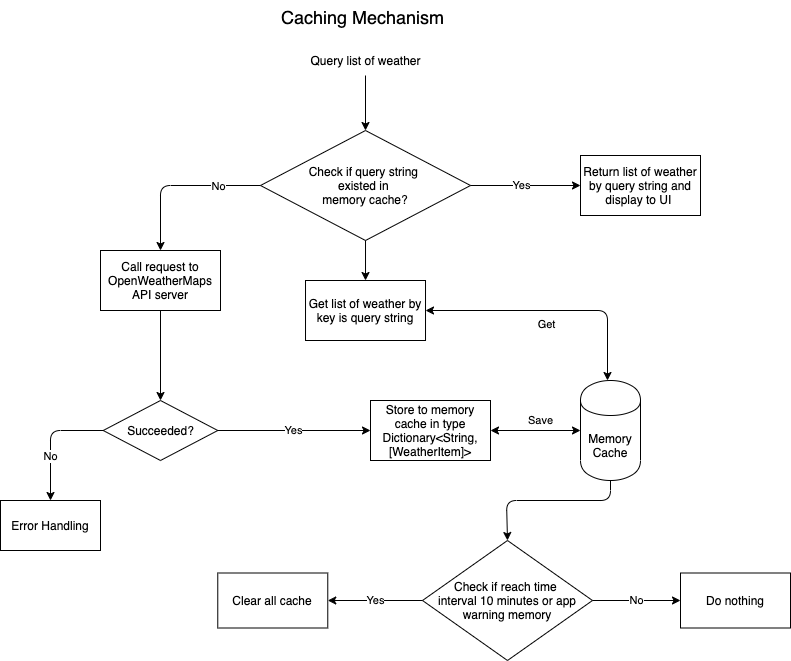 Caching Mechanism
Query list of weather
Check if query string
existed in
memory cache?
No
Yes
Return list of weather
by query string and
display to UI
Call request to
OpenWeatherMaps
API server
Get list of weather by
key is query string
Get
Succeeded?
Yes
Store to memory
cache in type
Dictionary<String,
[WeatherItem]>
Save
Memory
Cache
No
Error Handling
Check if reach time
interval 10 minutes or app
warning memory
Yes
Clear all cache
No
Do nothing